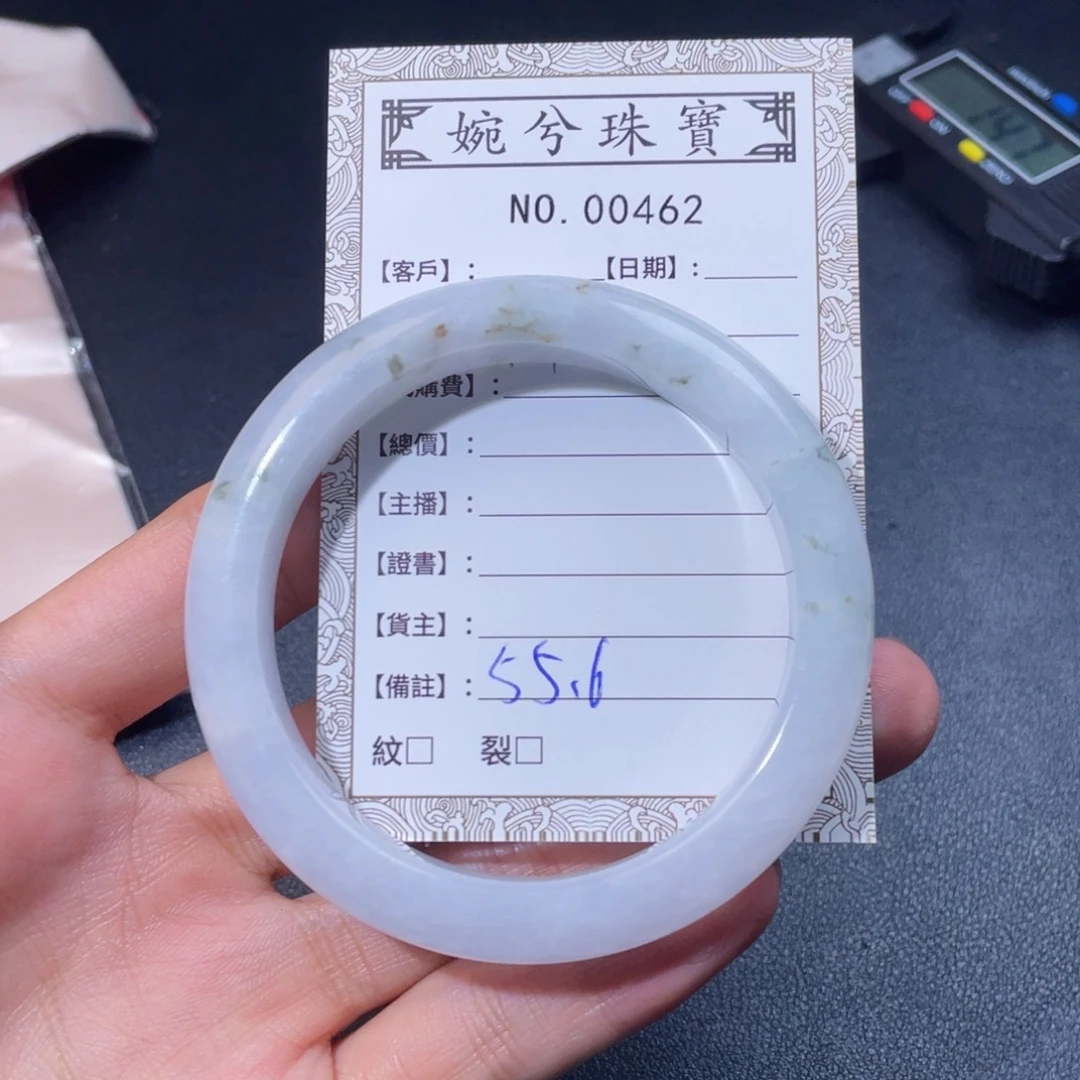 婉兮珠寶
NO. 00462
【客戶】： 【日期】：
購費】：
【總價】：
【主播】：
【證書】：
【貨主】：
【備註】：55.6
紋□ 裂□